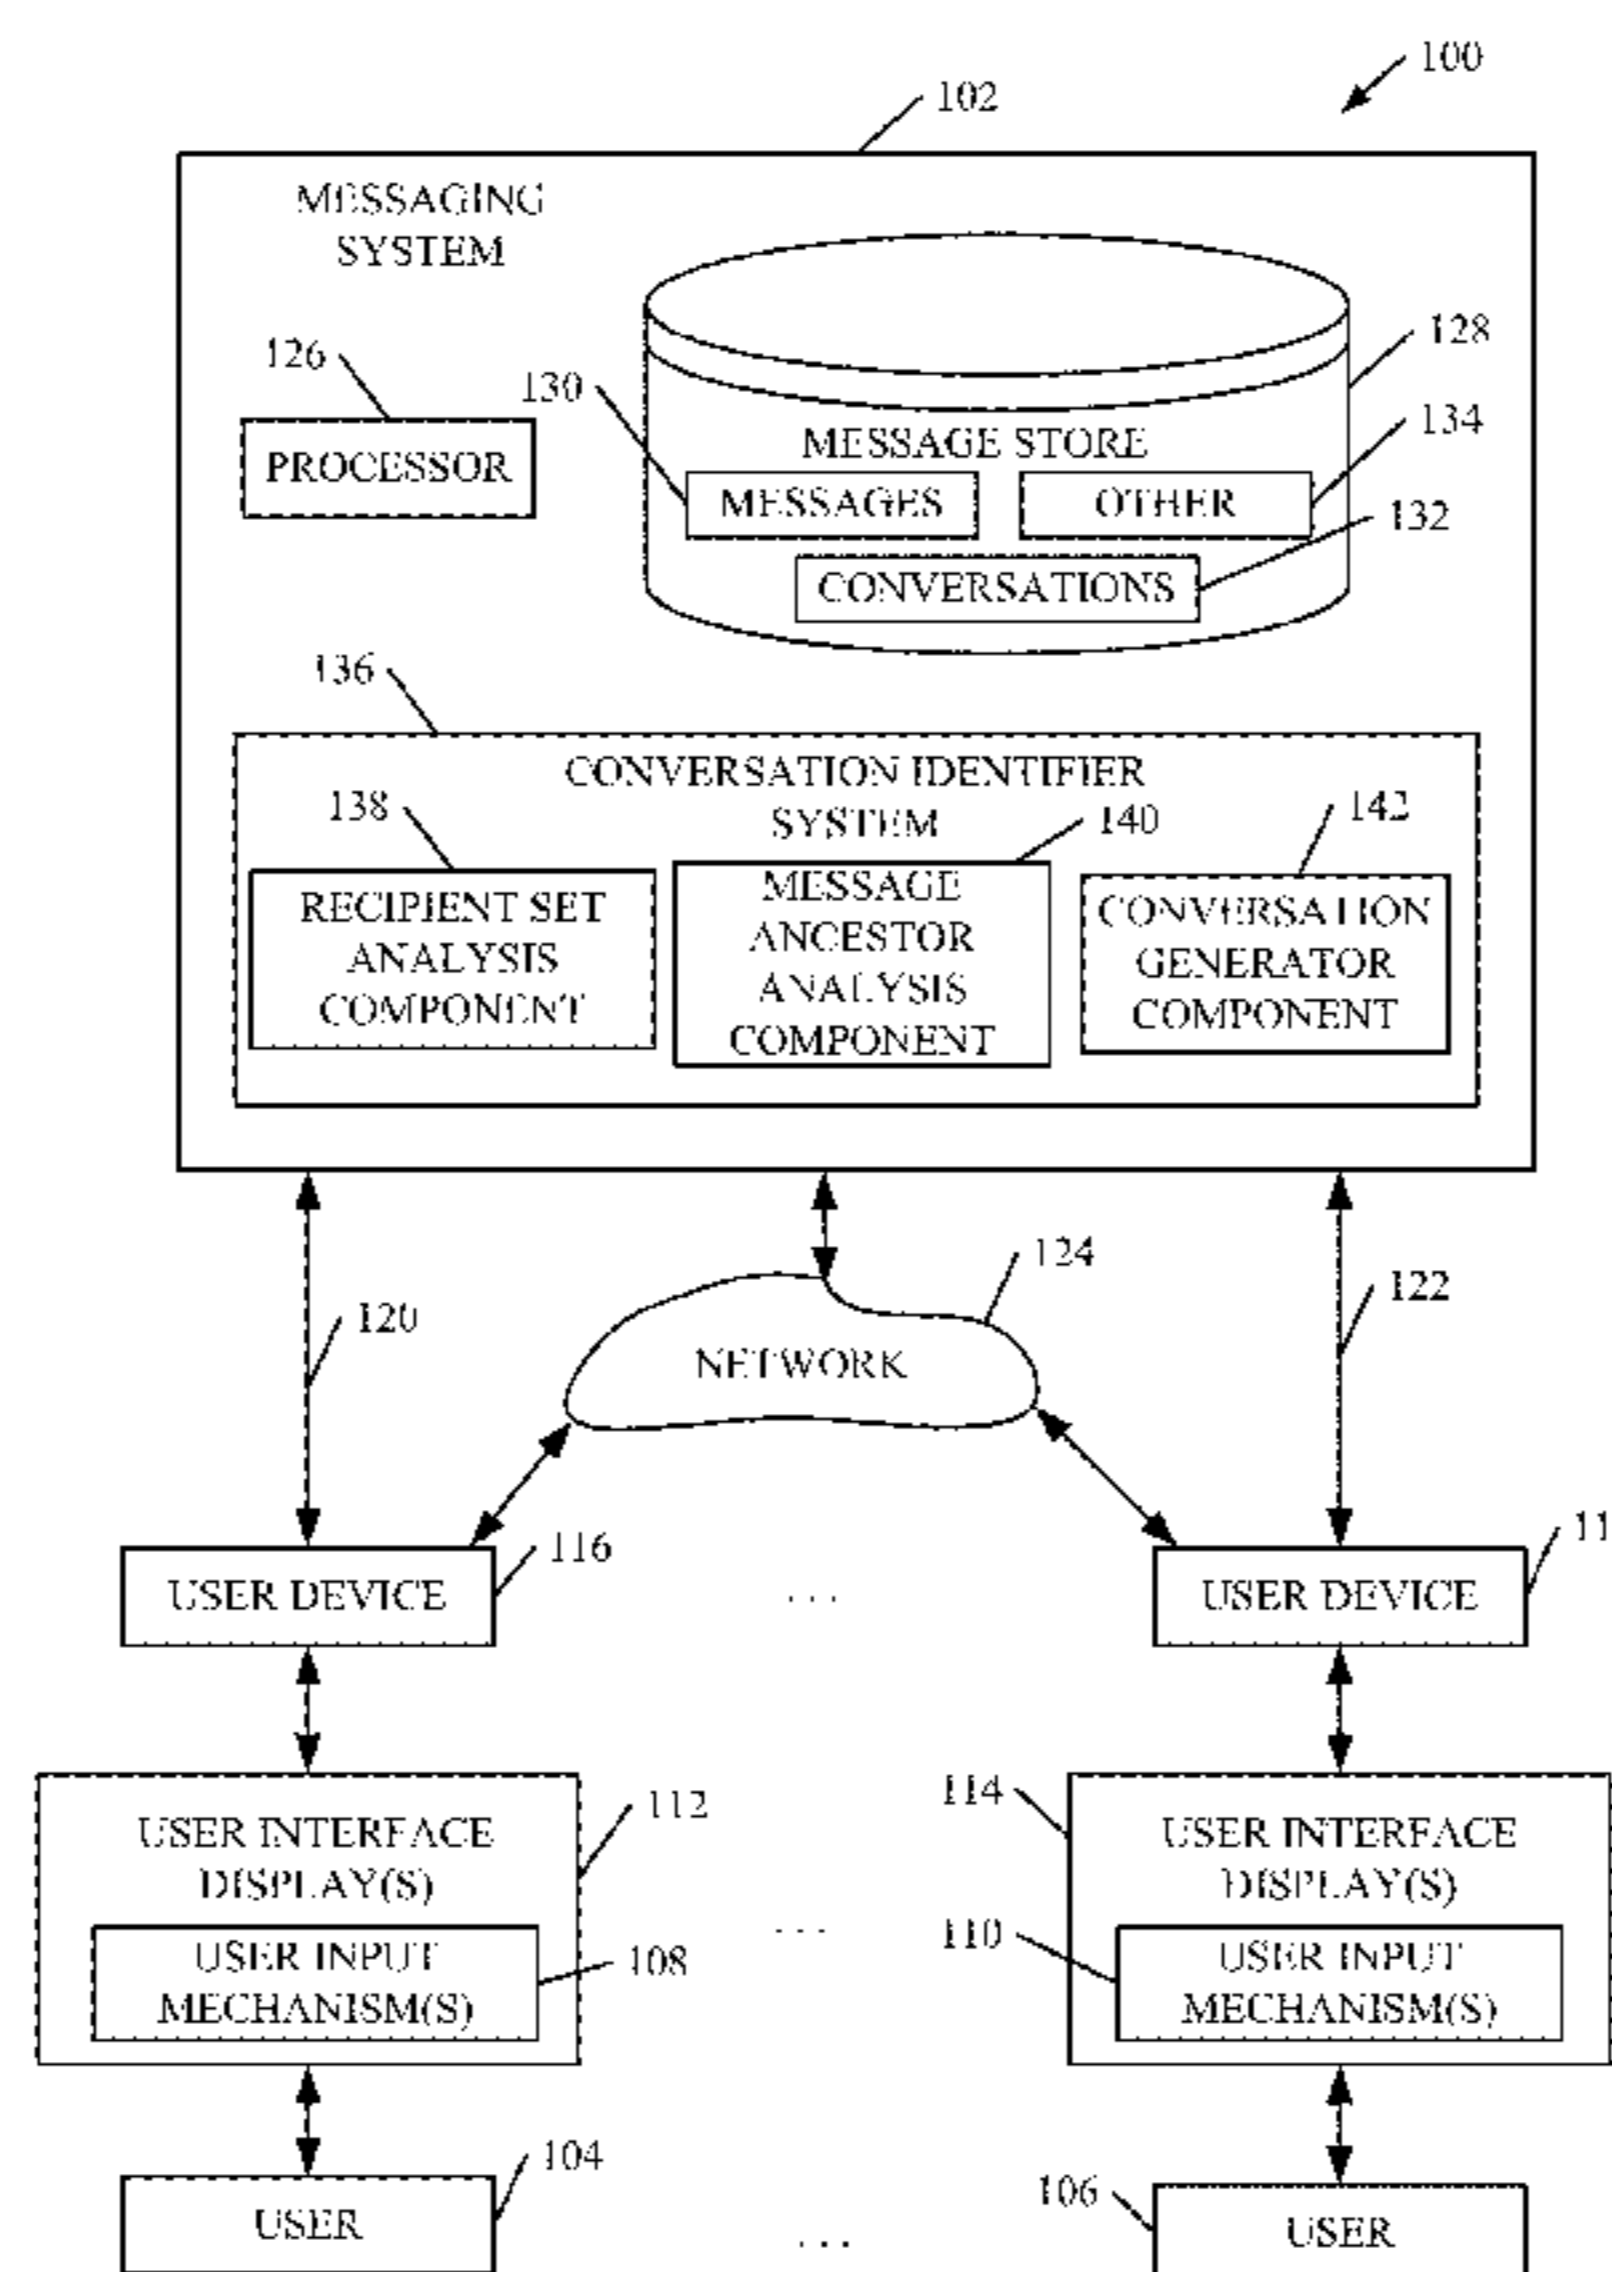 100
102
MESSAGING
SYSTEM
126
128
130
134
MESSAGE STORE
PROCESSOR
MESSAGES
OTHER
132
CONVERSATIONS
136
CONVERSATION IDENTIFIER
SYSTEM
138
140
142
RECIPIENT SET
ANALYSIS
COMPONENT
MESSAGE
ANCESTOR
ANALYSIS
COMPONENT
CONVERSATION
GENERATOR
COMPONENT
124
120
122
NETWORK
116
11
USER DEVICE
. . .
USER DEVICE
112
114
USER INTERFACE
DISPLAY(S)
USER INTERFACE
DISPLAY(S)
. . .
108
110
USER INPUT
MECHANISM(S)
USER INPUT
MECHANISM(S)
104
106
USER
. . .
USER